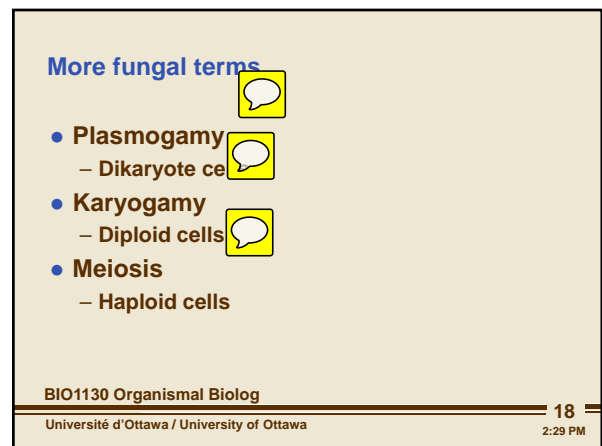 More fungal terms
● Plasmogamy
– Dikaryote ce
● Karyogamy
– Diploid cells
● Meiosis
– Haploid cells
BIO1130 Organismal Biolog
18
Université d'Ottawa / University of Ottawa
2:29 PM